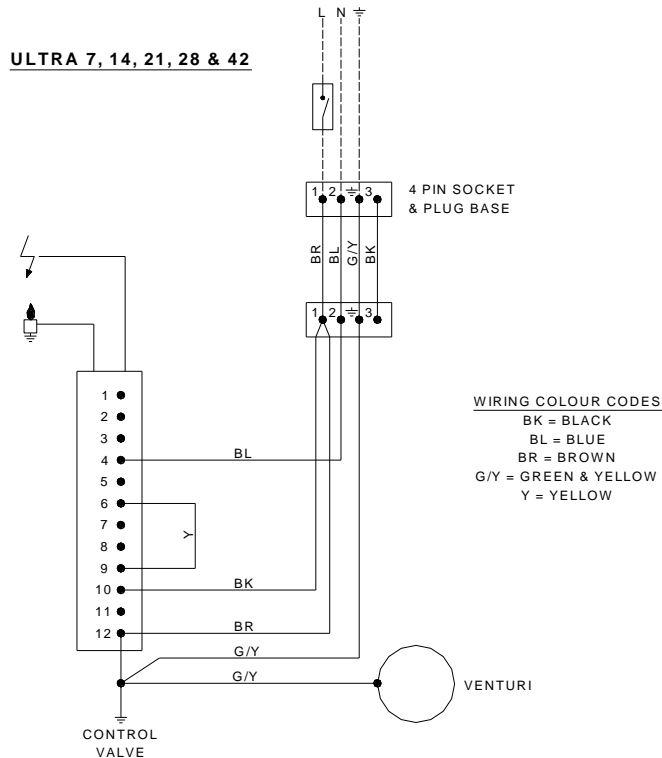 L N
ULTRA 7, 14, 21, 28 & 42
1 2 3
4 PIN SOCKET
& PLUG BASE
BR BL G/Y BK
1 2 3
1
2
3
4
5
6
7
8
9
10
11
12
BL
Y
BK
BR
G/Y
G/Y
WIRING COLOUR CODES
BK = BLACK
BL = BLUE
BR = BROWN
G/Y = GREEN & YELLOW
Y = YELLOW
VENTURI
CONTROL
VALVE